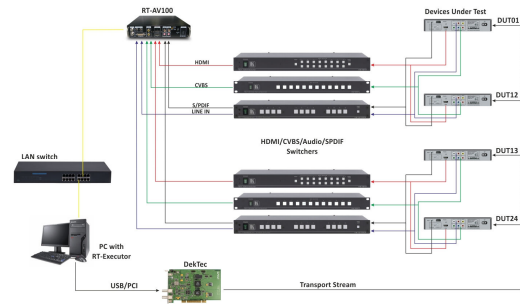 RT-AV100
Devices Under Test
DUT01
HDMI
CVBS
S/PDIF
LINE IN
DUT12
HDMI/CVBS/Audio/SPDIF
Switchers
LAN switch
DUT13
PC with
RT-Executor
DUT24
DekTec
USB/PCI
Transport Stream